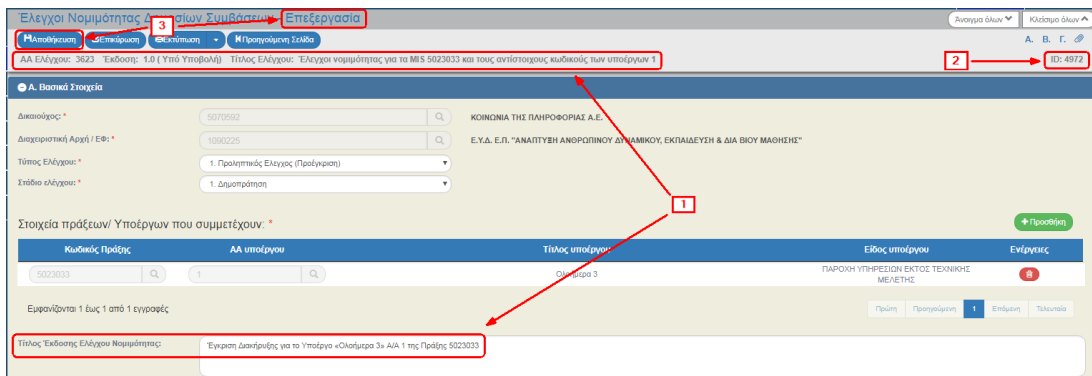 Έλεγχοι Νομιμότητας Δημοσίων Συμβάσεων - Επεξεργασία
Άνοιγμα όλων Κλείσιμο όλων
3
Αποθήκευση Επικύρωση Εκτύπωση Προηγούμενη Σελίδα
Α. Β. Γ.
ΑΑ Ελέγχου: 3623 Έκδοση: 1.0 ( Υπό Υποβολή) Τίτλος Ελέγχου: Έλεγχοι νομιμότητας για τα MIS 5023033 και τους αντίστοιχους κωδικούς των υποέργων 1
2
ID: 4972
Α. Βασικά Στοιχεία
Δικαιούχος: * 5070592 ΚΟΙΝΩΝΙΑ ΤΗΣ ΠΛΗΡΟΦΟΡΙΑΣ Α.Ε.
Διαχειριστική Αρχή / ΕΦ: * 1090225 Ε.Υ.Δ. Ε.Π. "ΑΝΑΠΤΥΞΗ ΑΝΘΡΩΠΙΝΟΥ ΔΥΝΑΜΙΚΟΥ, ΕΚΠΑΙΔΕΥΣΗ & ΔΙΑ ΒΙΟΥ ΜΑΘΗΣΗΣ"
Τύπος Ελέγχου: * 1. Προληπτικός Ελεγχος (Προέγκριση)
Στάδιο ελέγχου: * 1. Δημοπράτηση
1
Στοιχεία πράξεων/ Υποέργων που συμμετέχουν: *
Προσθήκη
Κωδικός Πράξης ΑΑ υποέργου Τίτλος υποέργου Είδος υποέργου Ενέργειες
5023033 1 Ολοήμερα 3 ΠΑΡΟΧΗ ΥΠΗΡΕΣΙΩΝ ΕΚΤΟΣ ΤΕΧΝΙΚΗΣ
ΜΕΛΕΤΗΣ
Εμφανίζονται 1 έως 1 από 1 εγγραφές
Πρώτη Προηγούμενη 1 Επόμενη Τελευταία
Τίτλος Έκδοσης Ελέγχου Νομιμότητας: Έγκριση Διακήρυξης για το Υποέργο «Ολοήμερα 3» Α/Α 1 της Πράξης 5023033